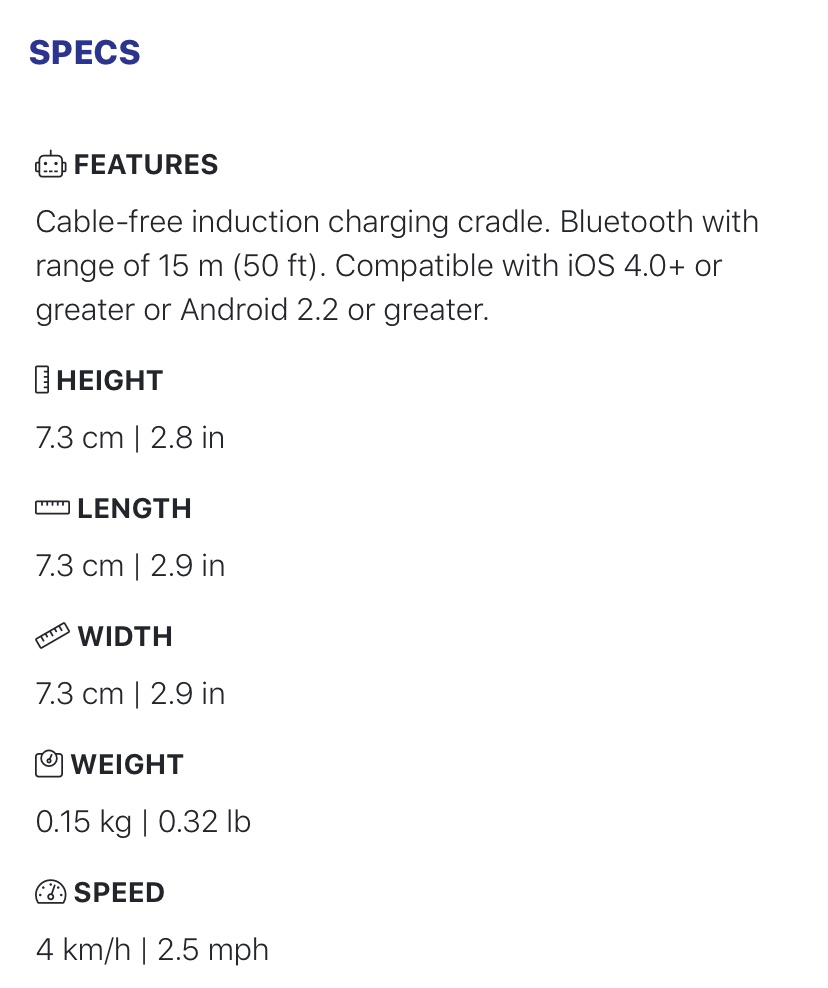 SPECS
FEATURES
Cable-free induction charging cradle. Bluetooth with
range of 15 m (50 ft). Compatible with iOS 4.0+ or
greater or Android 2.2 or greater.
HEIGHT
7.3 cm | 2.8 in
LENGTH
7.3 cm | 2.9 in
WIDTH
7.3 cm | 2.9 in
WEIGHT
0.15 kg | 0.32 lb
SPEED
4 km/h | 2.5 mph